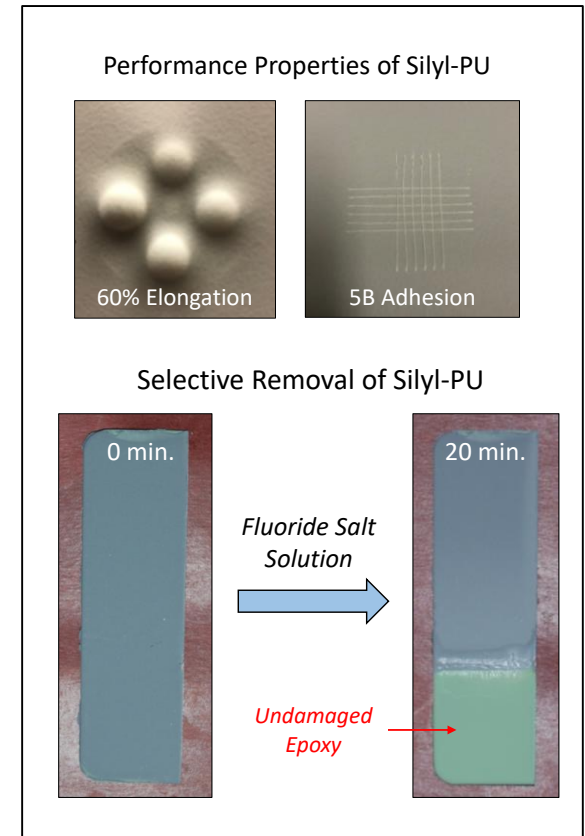 Performance Properties of Silyl-PU
60% Elongation
5B Adhesion
Selective Removal of Silyl-PU
0 min.
20 min.
Fluoride Salt
Solution
Undamaged
Epoxy